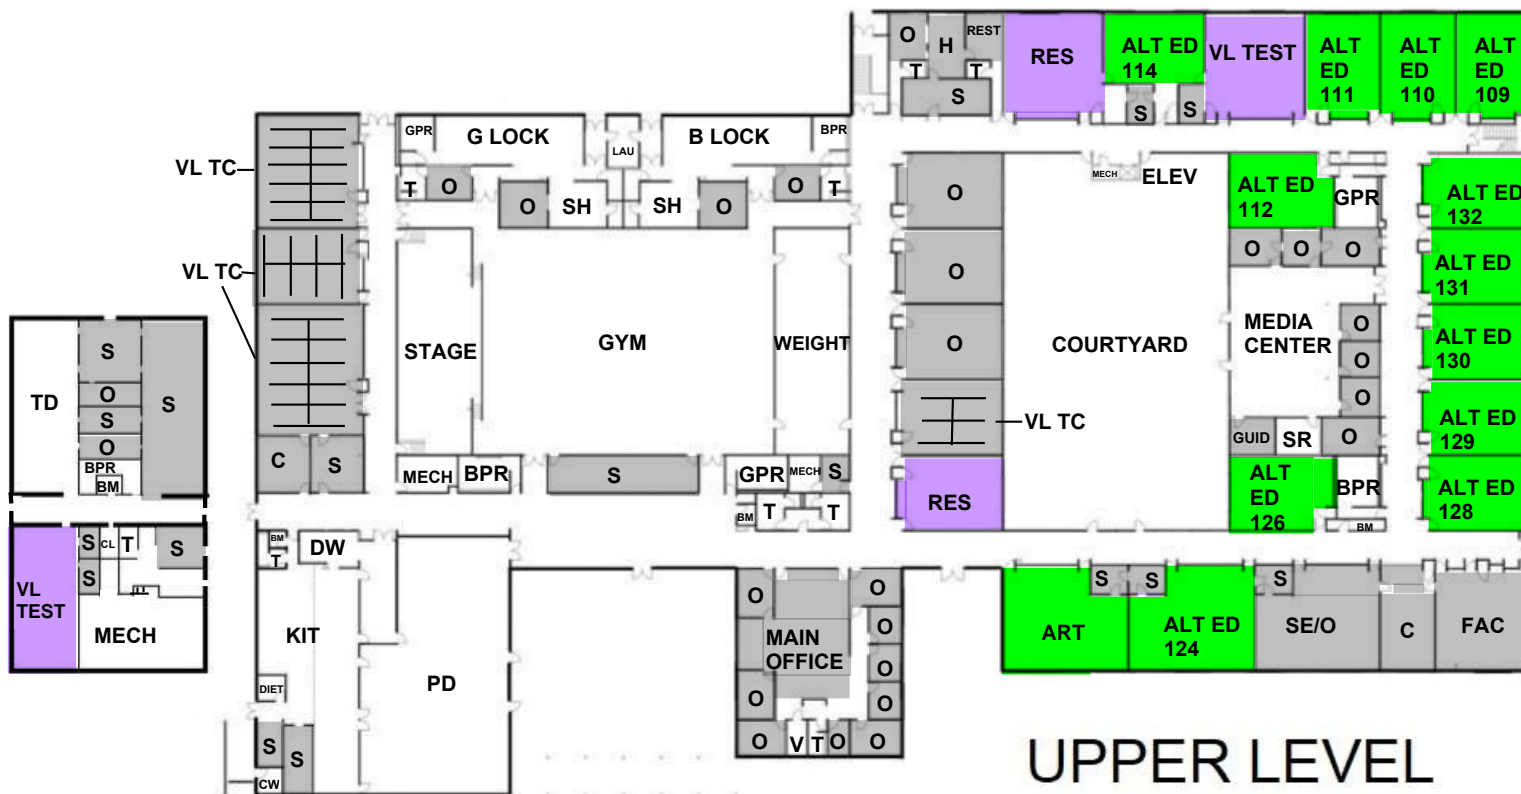 O
H
REST
RES
ALT ED
114
VL TEST
ALT
ED
111
ALT
ED
110
ALT
ED
109
T
T
S
S
S
GPR
G LOCK
LAU
B LOCK
BPR
VL TC
T
O
O
SH
SH
O
O
T
O
MECH
ELEV
ALT ED
112
GPR
ALT ED
132
O
O
O
VL TC
O
ALT ED
131
STAGE
GYM
WEIGHT
O
COURTYARD
MEDIA
CENTER
O
O
O
ALT ED
130
TD
S
O
S
O
S
BPR
BM
VL TC
GUID
SR
O
ALT ED
129
C
S
MECH
BPR
S
GPR
MECH
S
BM
T
T
RES
ALT
ED
126
BPR
BM
ALT ED
128
S
CL
T
S
S
VL
TEST
MECH
BM
T
DW
KIT
DIET
PD
S
S
CW
O
O
O
MAIN
OFFICE
O
O
O
O
O
V
T
O
O
S
S
S
ART
ALT ED
124
SE/O
C
FAC
UPPER LEVEL